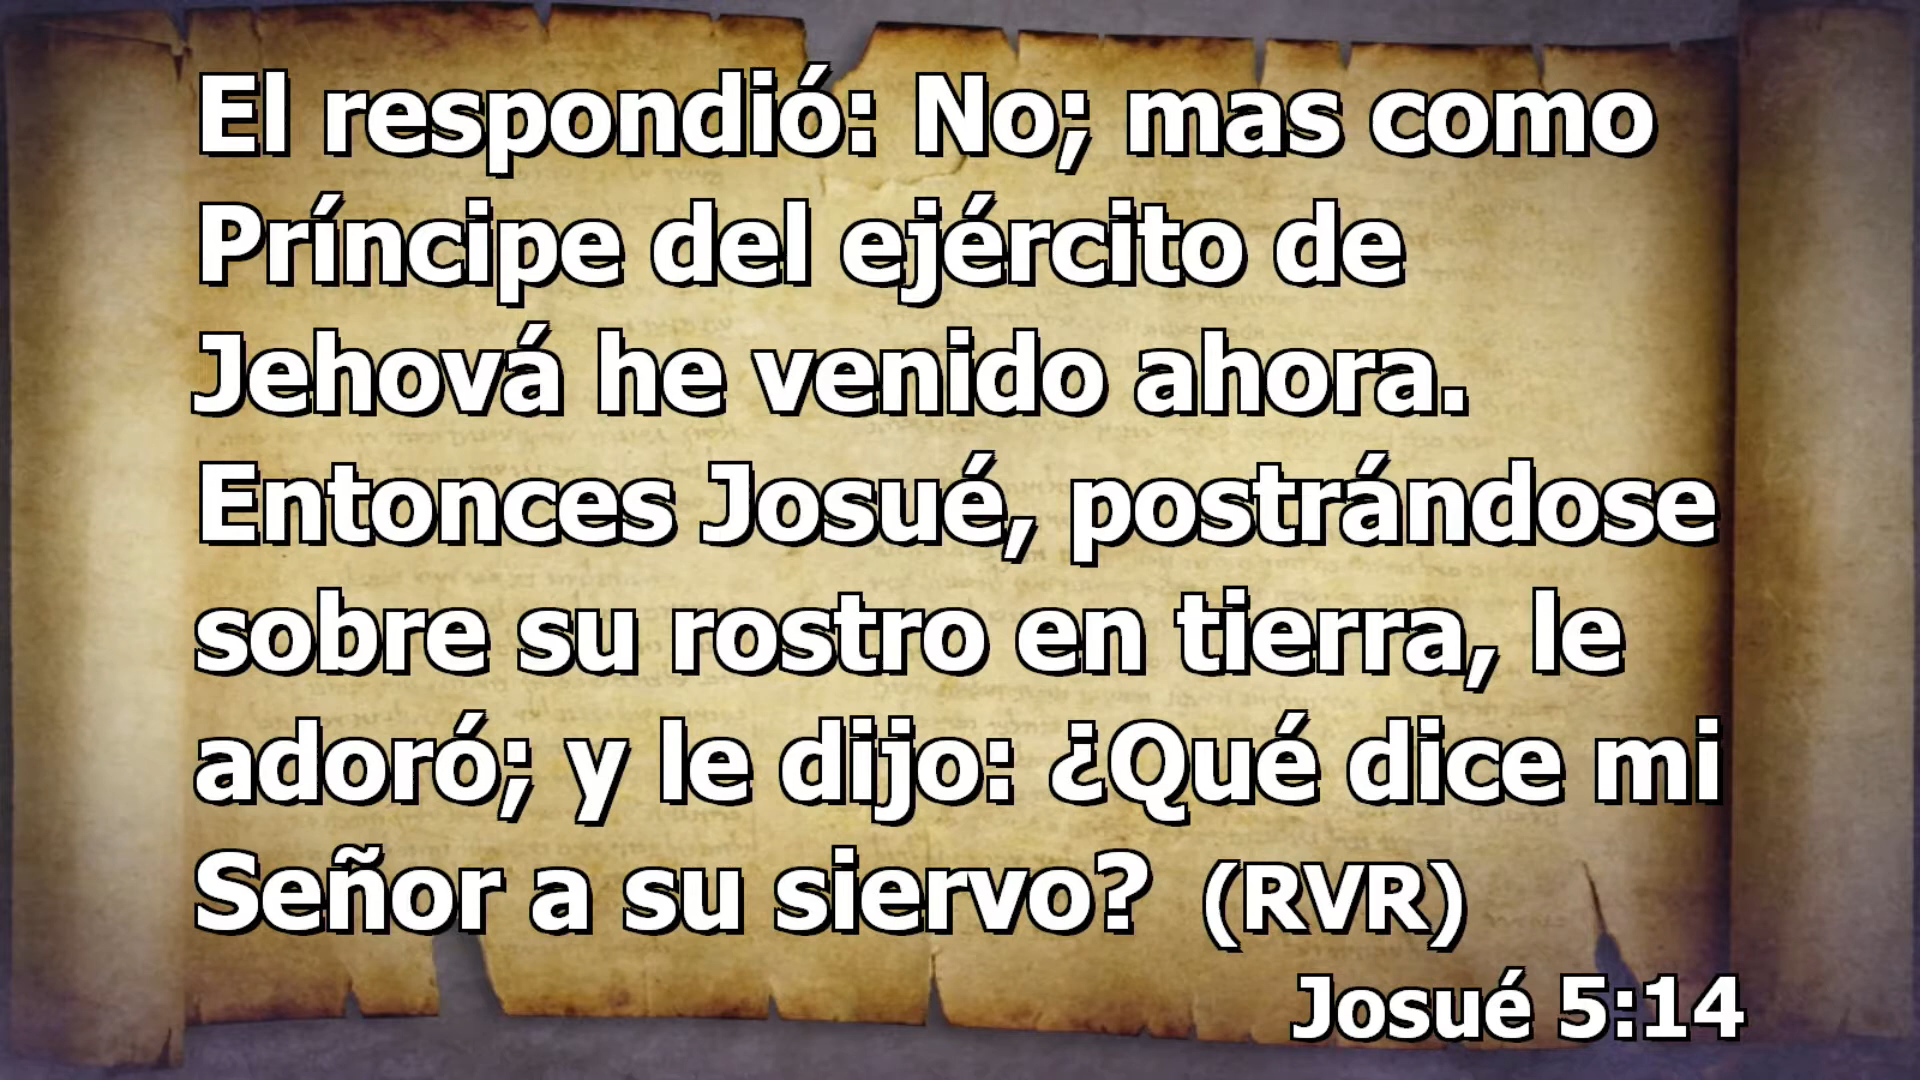 El respondió: No; mas como
Príncipe del ejército de
Jehová he venido ahora.
Entonces Josué, postrándose
sobre su rostro en tierra, le
adoró; y le dijo: ¿Qué dice mi
Señor a su siervo? (RVR)
Josué 5:14